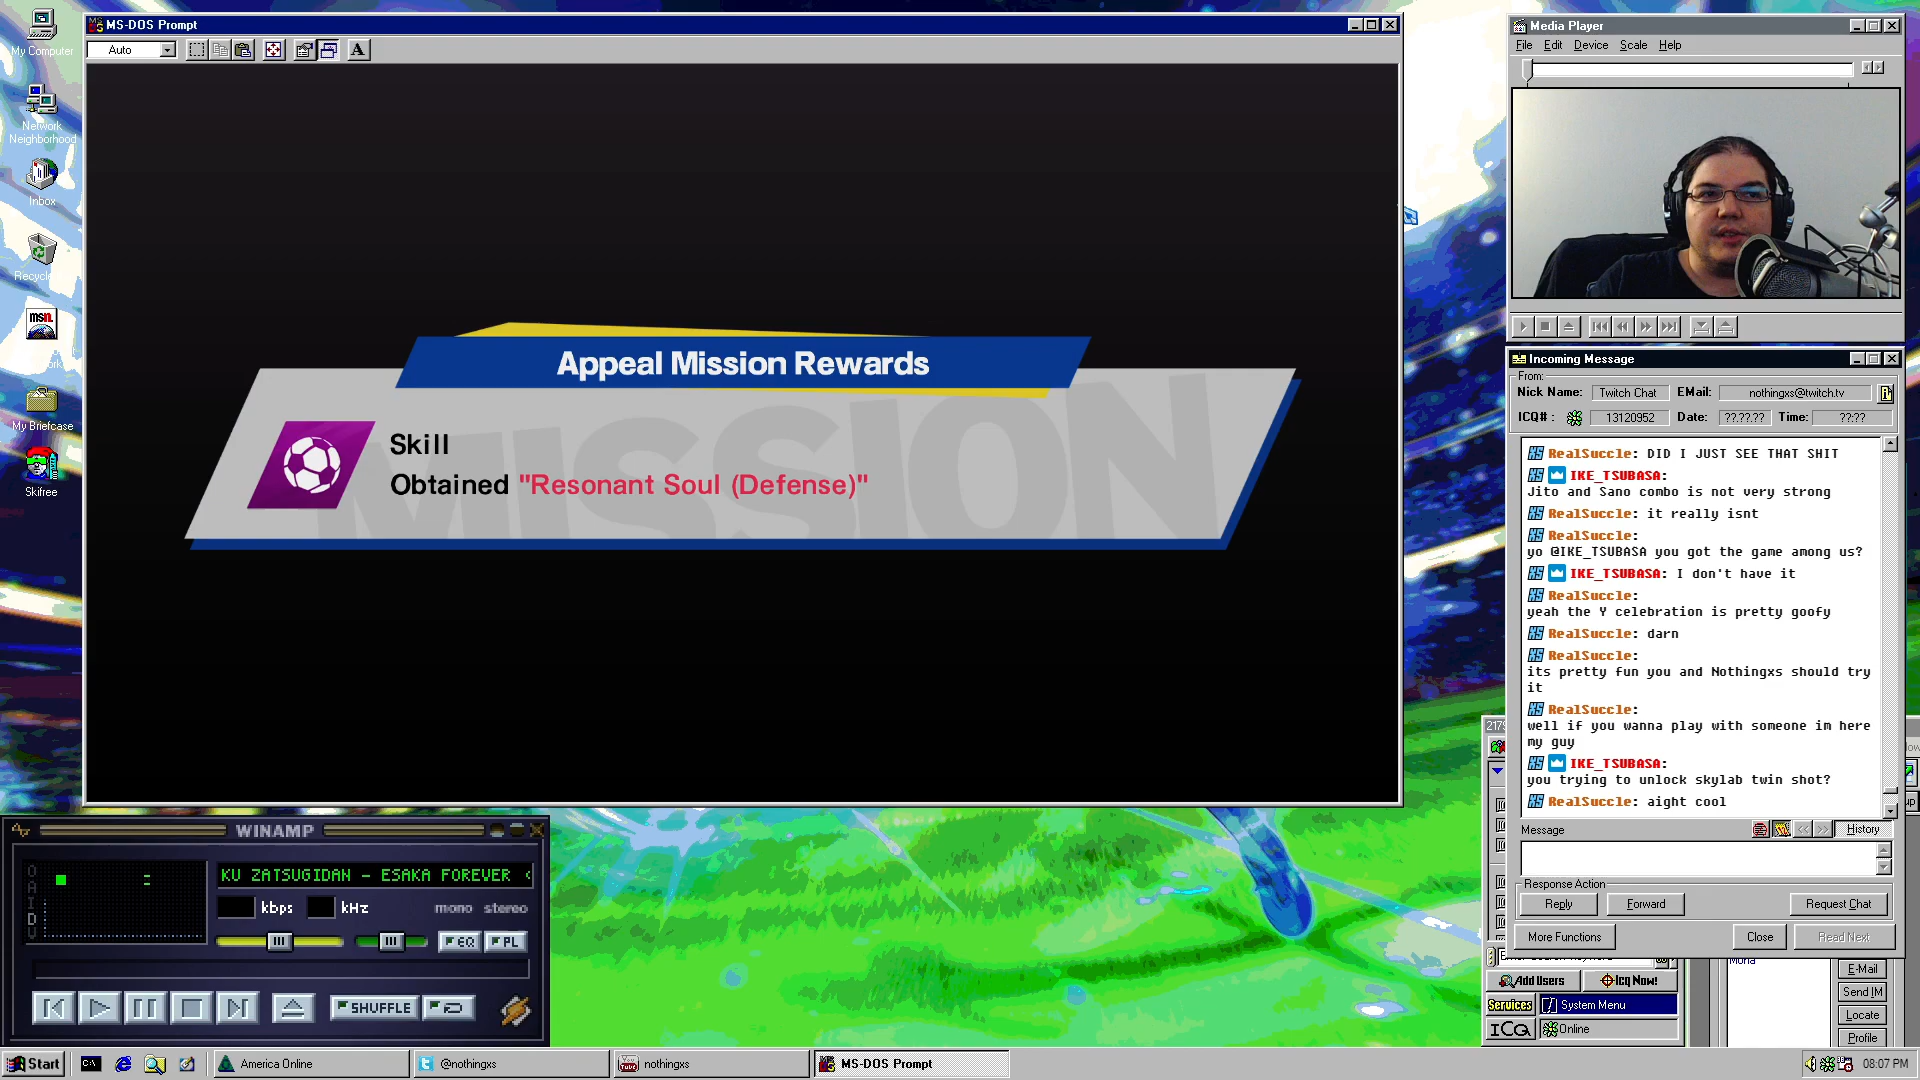 My Computer
Network
Neighborhood
Inbox
Recycle
msn
My Briefcase
Skifree
MS-DOS Prompt
Auto
A
Appeal Mission Rewards
MISSION
Skill
Obtained "Resonant Soul (Defense)"
Media Player
File Edit Device Scale Help
Incoming Message
From:
Nick Name: Twitch Chat EMail: nothingxs@twitch.tv
ICQ#: 13120952 Date: ??.??.?? Time: ??:??
RealSuccle: DID I JUST SEE THAT SHIT
IKE_TSUBASA:
Jito and Sano combo is not very strong
RealSuccle: it really isnt
RealSuccle:
yo @IKE_TSUBASA you got the game among us?
IKE_TSUBASA: I don't have it
RealSuccle:
yeah the Y celebration is pretty goofy
RealSuccle: darn
RealSuccle:
its pretty fun you and Nothingxs should try
it
RealSuccle:
well if you wanna play with someone im here
my guy
IKE_TSUBASA:
you trying to unlock skylab twin shot?
RealSuccle: aight cool
Message
History
Response Action
Reply Forward Request Chat
More Functions Close Read Next
Add Users Icq Now!
Services System Menu
ICQ Online
E-Mail
Send IM
Locate
Profile
WINAMP
O
A
I
D
V
KU ZATSUGIDAN - ESAKA FOREVER
kbps kHz mono stereo
EQ PL
SHUFFLE
Start
C:\
America Online
@nothingxs
nothingxs
MS-DOS Prompt
08:07 PM